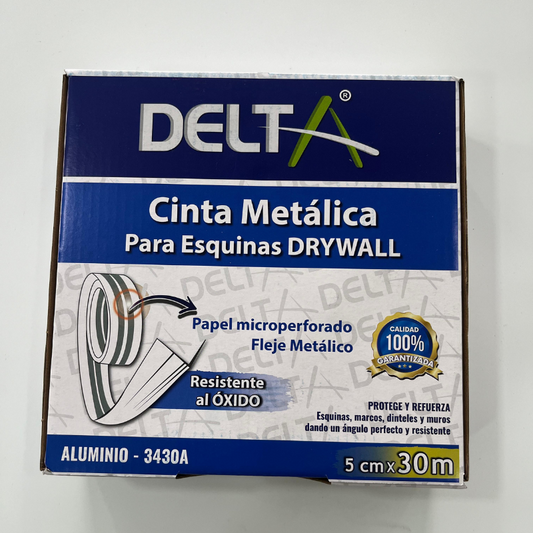 DELTA®
Cinta Metálica
Para Esquinas DRYWALL
Papel microperforado
Fleje Metálico
CALIDAD
100%
GARANTIZADA
Resistente
al ÓXIDO
PROTEGE Y REFUERZA
Esquinas, marcos, dinteles y muros
dando un ángulo perfecto y resistente
ALUMINIO - 3430A
5 cm x 30m